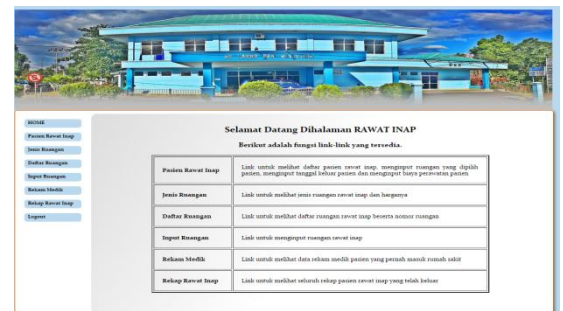 HOME
Pasien Rawat Inap
Jenis Ruangan
Daftar Ruangan
Input Ruangan
Rekam Medik
Rekap Rawat Inap
Logout
Selamat Datang Dihalaman RAWAT INAP
Berikut adalah fungsi link-link yang tersedia.
Pasien Rawat Inap
Link untuk melihat daftar pasien rawat inap, menginput ruangan yang dipilih
pasien, menginput tanggal keluar pasien dan menginput biaya perawatan pasien
Jenis Ruangan
Link untuk melihat jenis ruangan rawat inap dan harganya
Daftar Ruangan
Link untuk melihat daftar ruangan rawat inap beserta nomor ruangan
Input Ruangan
Link untuk menginput ruangan rawat inap
Rekam Medik
Link untuk melihat data rekam medik pasien yang pernah masuk rumah sakit
Rekap Rawat Inap
Link untuk melihat seluruh rekap pasien rawat inap yang telah keluar